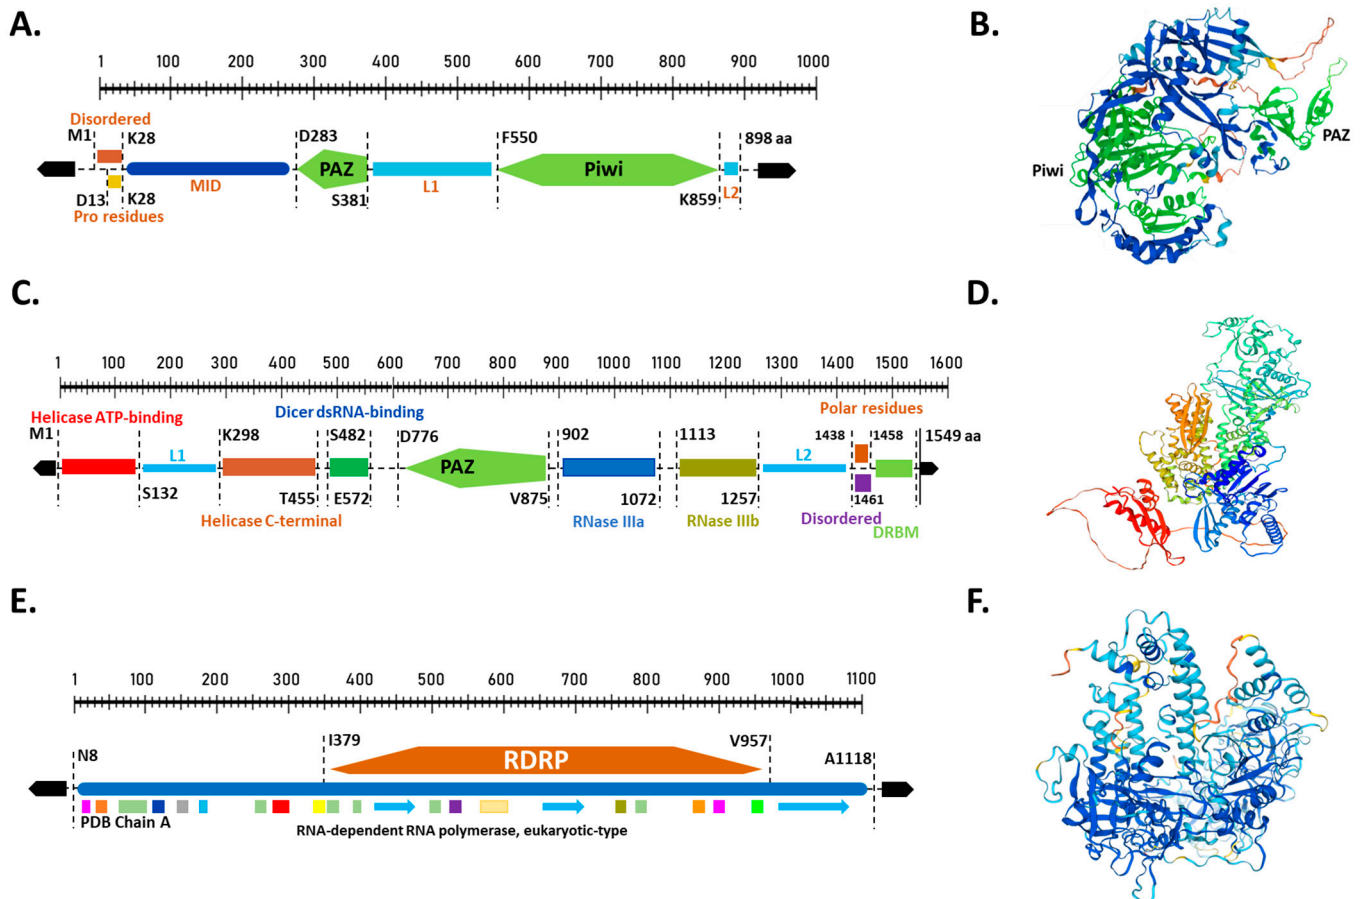 A.
1 100 200 300 400 500 600 700 800 900 1000
Disordered
M1 K28 D283 F550 898 aa
MID PAZ L1 Piwi L2
D13 K28 S381 K859
Pro residues
B.
PAZ
Piwi
C.
1 100 200 300 400 500 600 700 800 900 1000 1100 1200 1300 1400 1500 1600
Helicase ATP-binding Dicer dsRNA-binding Polar residues
M1 K298 S482 D776 902 1113 1438 1458 1549 aa
L1 PAZ L2
S132 T455 E572 V875 1072 1257 1461
Helicase C-terminal RNase IIIa RNase IIIb Disordered DRBM
D.
E.
1 100 200 300 400 500 600 700 800 900 1000 1100
N8 I379 V957 A1118
RDRP
PDB Chain A
RNA-dependent RNA polymerase, eukaryotic-type
F.